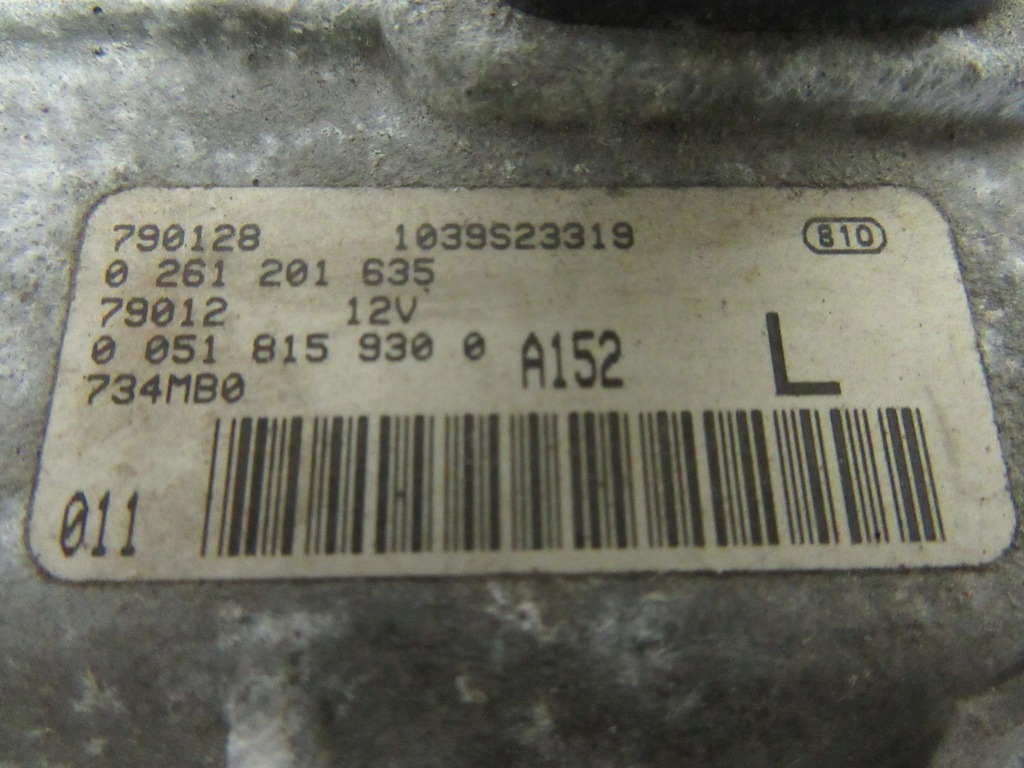 790128 1039S23319 810
0 261 201 635
79012 12V
0 051 815 930 0 A152 L
734MB0
011